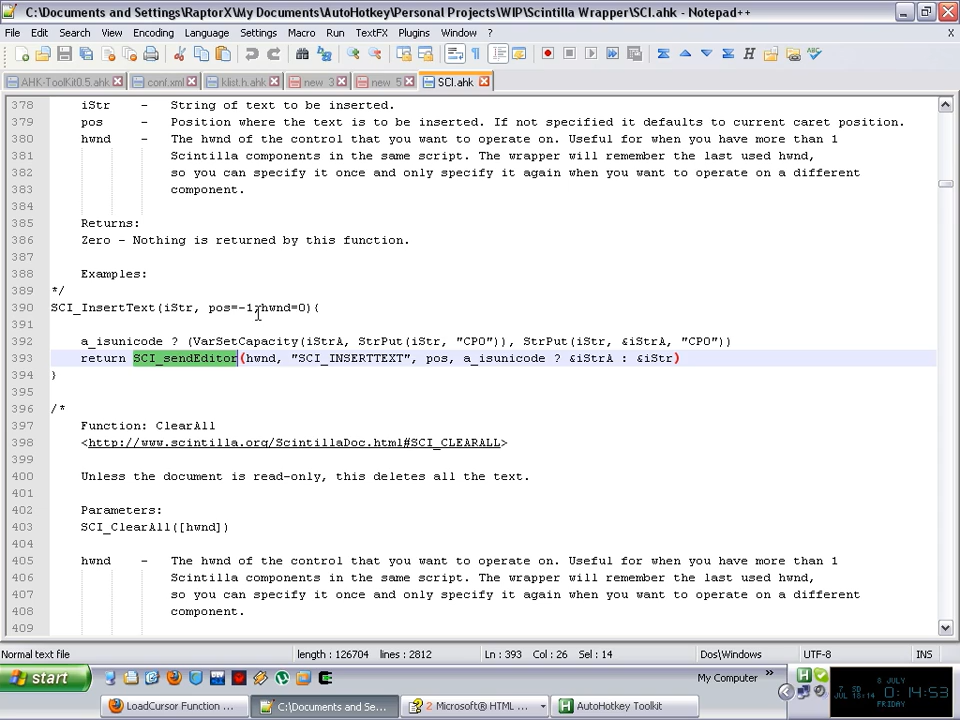 C:\Documents and Settings\RaptorX\My Documents\AutoHotkey\Personal Projects\WIP\Scintilla Wrapper\SCI.ahk - Notepad++
File Edit Search View Encoding Language Settings Macro Run TextFX Plugins Window ? X
AHK-ToolKit0.5.ahk conf.xml klist.h.ahk new 3 new 5 SCI.ahk
378 iStr - String of text to be inserted.
379 pos - Position where the text is to be inserted. If not specified it defaults to current caret position.
380 hwnd - The hwnd of the control that you want to operate on. Useful for when you have more than 1
381 Scintilla components in the same script. The wrapper will remember the last used hwnd,
382 so you can specify it once and only specify it again when you want to operate on a different
383 component.
384
385 Returns:
386 Zero - Nothing is returned by this function.
387
388 Examples:
389 */
390 SCI_InsertText(iStr, pos=-1,hwnd=0){
391
392 a_isunicode ? (VarSetCapacity(iStrA, StrPut(iStr, "CP0")), StrPut(iStr, &iStrA, "CP0"))
393 return SCI_sendEditor(hwnd, "SCI_INSERTTEXT", pos, a_isunicode ? &iStrA : &iStr)
394 }
395
396 /*
397 Function: ClearAll
398 <http://www.scintilla.org/ScintillaDoc.html#SCI_CLEARALL>
399
400 Unless the document is read-only, this deletes all the text.
401
402 Parameters:
403 SCI_ClearAll([hwnd])
404
405 hwnd - The hwnd of the control that you want to operate on. Useful for when you have more than 1
406 Scintilla components in the same script. The wrapper will remember the last used hwnd,
407 so you can specify it once and only specify it again when you want to operate on a different
408 component.
409
Normal text file length : 126704 lines : 2812 Ln : 393 Col : 26 Sel : 14 Dos\Windows UTF-8 INS
start My Computer »
LoadCursor Function ... C:\Documents and Se... 2 Microsoft® HTML ... AutoHotkey Toolkit
8 JULY
0:14:53
FRIDAY